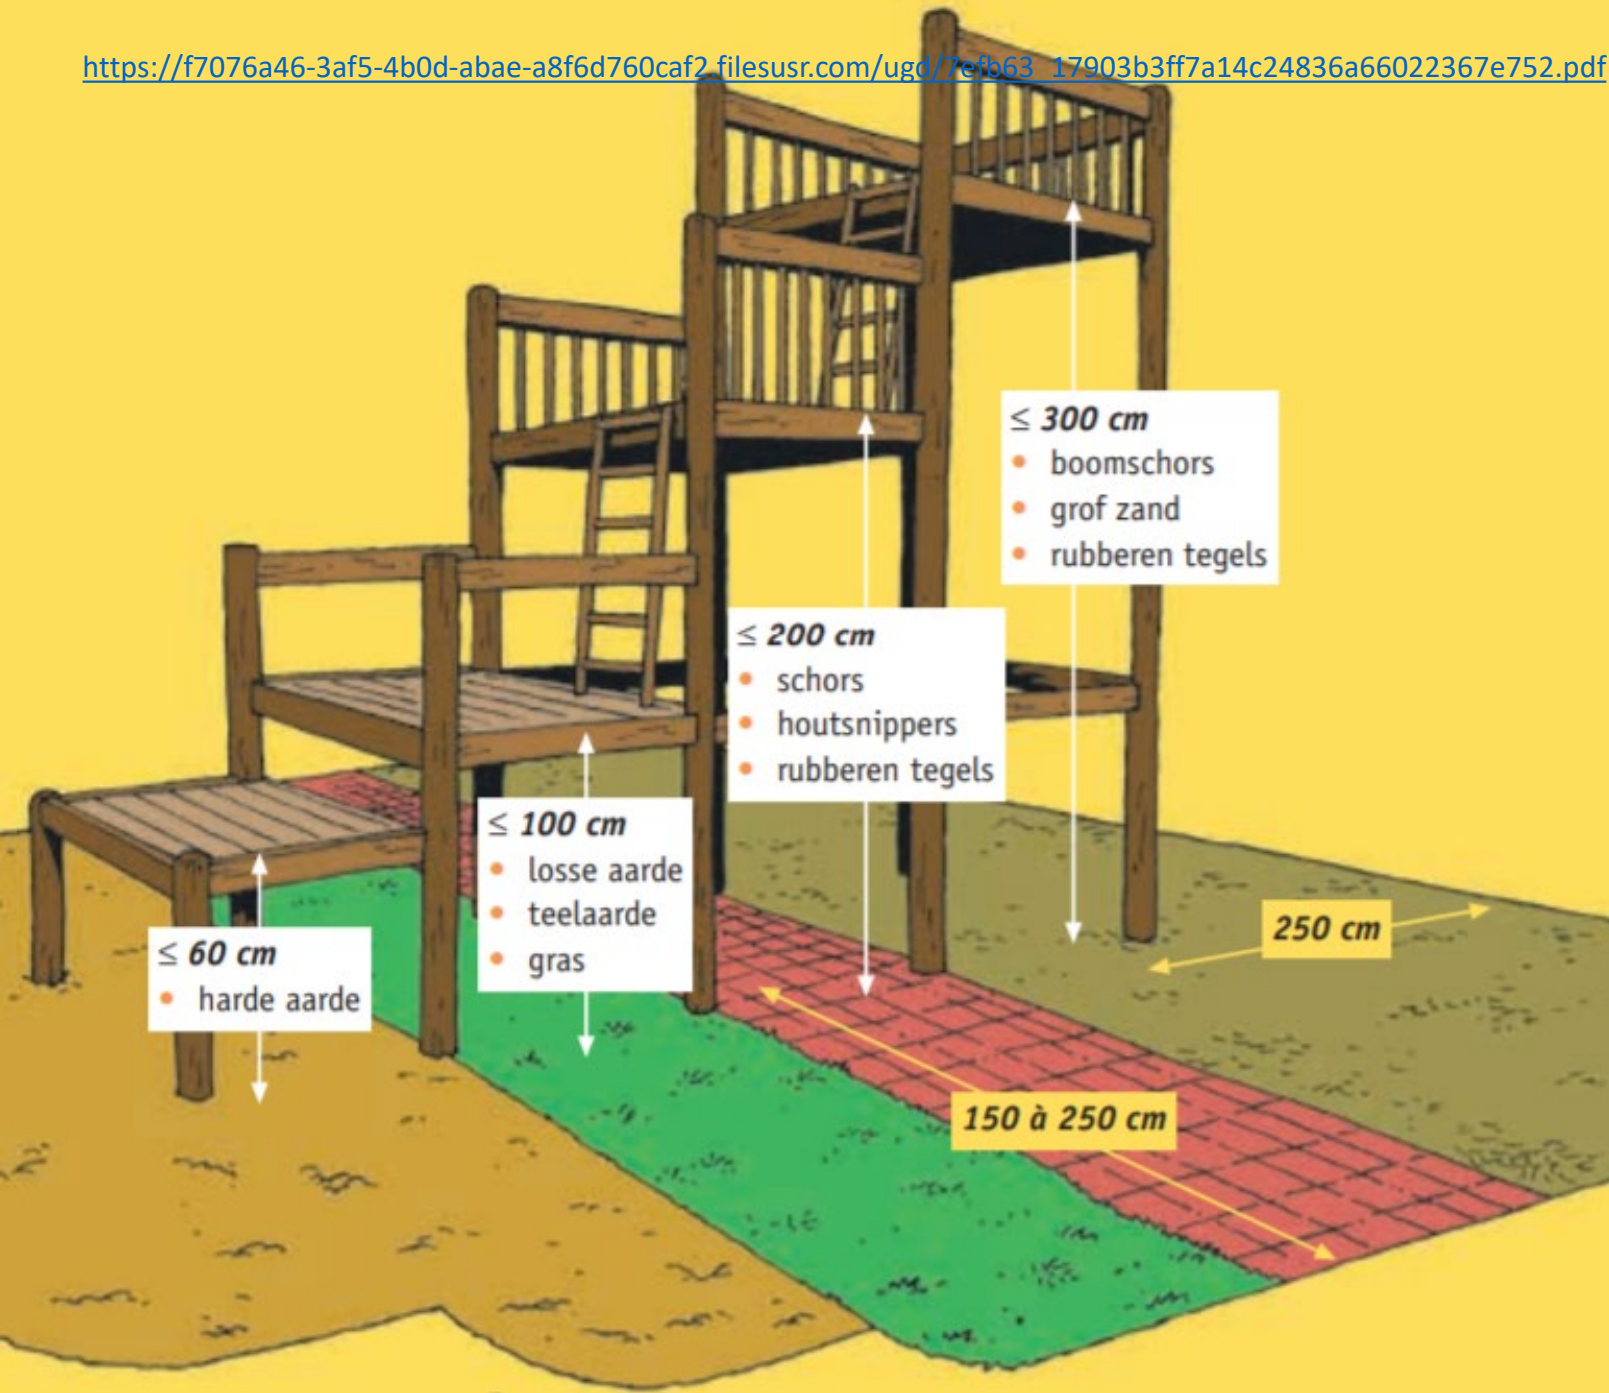 https://f7076a46-3af5-4b0d-abae-a8f6d760caf2.filesusr.com/ugd/7efb63_17903b3ff7a14c24836a66022367e752.pdf
≤ 300 cm
• boomschors
• grof zand
• rubberen tegels
≤ 200 cm
• schors
• houtsnippers
• rubberen tegels
≤ 100 cm
• losse aarde
• teelaarde
• gras
≤ 60 cm
• harde aarde
250 cm
150 à 250 cm